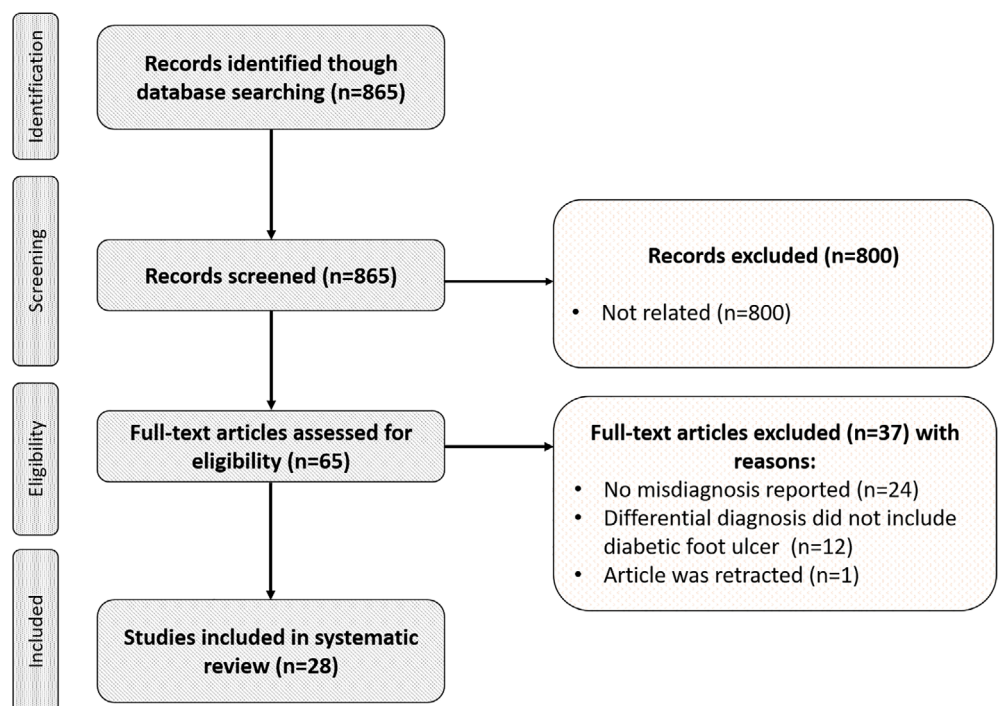 Identification
Records identified though
database searching (n=865)
Screening
Records screened (n=865)
Records excluded (n=800)
• Not related (n=800)
Eligibility
Full-text articles assessed for
eligibility (n=65)
Full-text articles excluded (n=37) with
reasons:
• No misdiagnosis reported (n=24)
• Differential diagnosis did not include
diabetic foot ulcer (n=12)
• Article was retracted (n=1)
Included
Studies included in systematic
review (n=28)